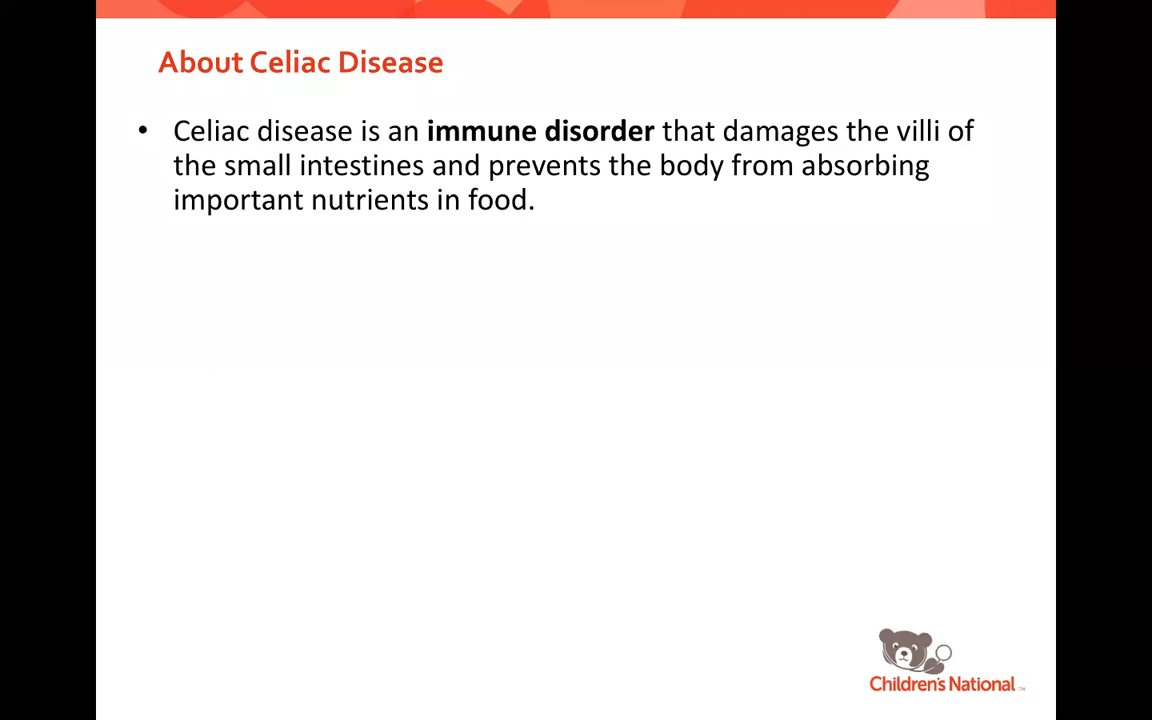 About Celiac Disease
• Celiac disease is an immune disorder that damages the villi of
the small intestines and prevents the body from absorbing
important nutrients in food.
Children's National ™